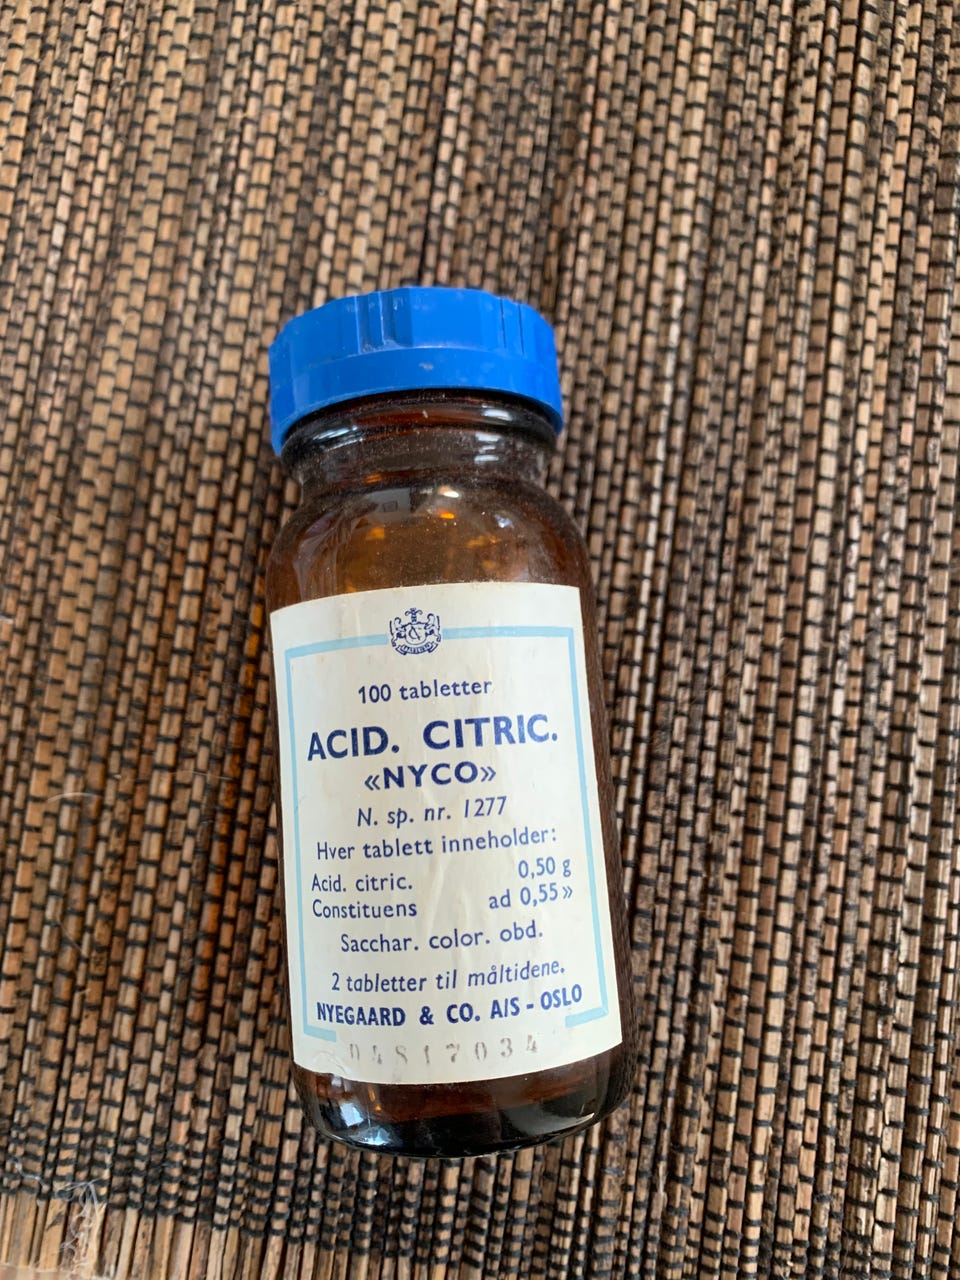 100 tabletter
ACID. CITRIC.
«NYCO»
N. sp. nr. 1277
Hver tablett inneholder:
Acid. citric. 0,50 g
Constituens ad 0,55 »
Sacchar. color. obd.
2 tabletter til måltidene.
NYEGAARD & CO. A/S - OSLO